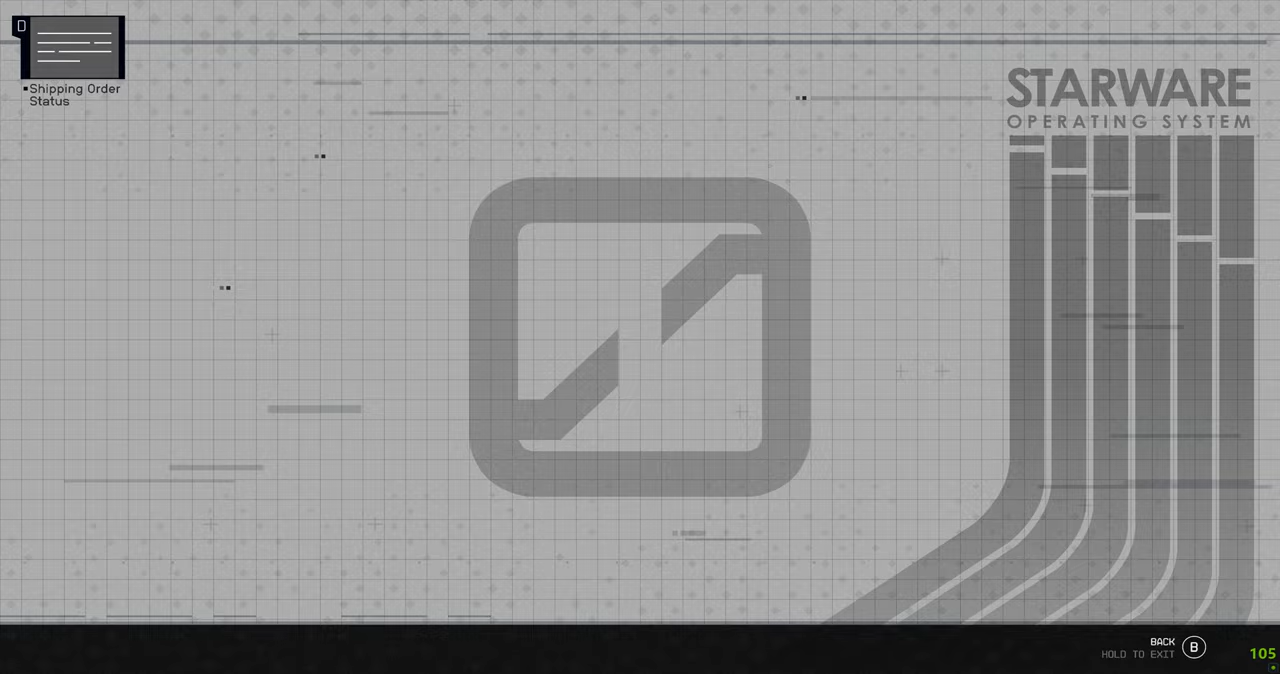 D
Shipping Order
Status
STARWARE
OPERATING SYSTEM
BACK
HOLD TO EXIT
B
105